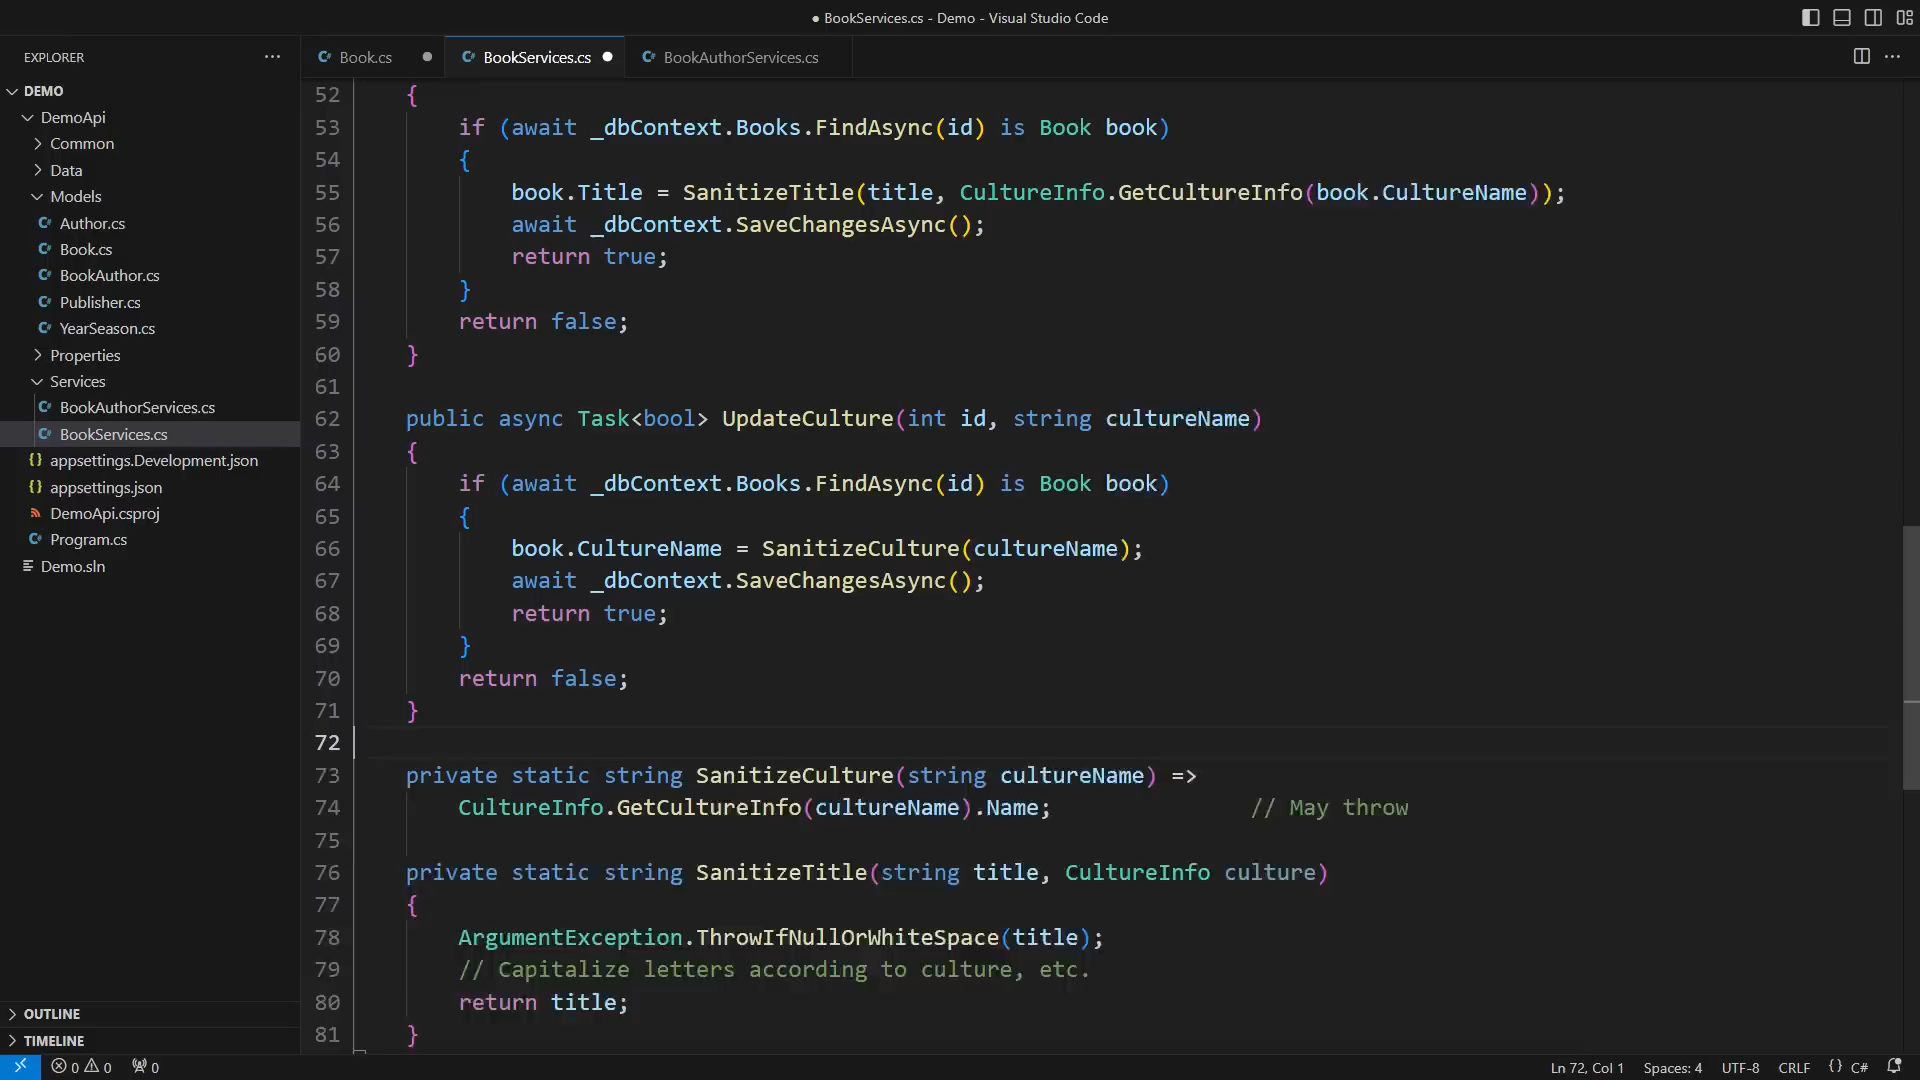 ● BookServices.cs - Demo - Visual Studio Code
EXPLORER
DEMO
DemoApi
Common
Data
Models
Author.cs
Book.cs
BookAuthor.cs
Publisher.cs
YearSeason.cs
Properties
Services
BookAuthorServices.cs
BookServices.cs
appsettings.Development.json
appsettings.json
DemoApi.csproj
Program.cs
Demo.sln
OUTLINE
TIMELINE
Book.cs
BookServices.cs
BookAuthorServices.cs
52 {
53 if (await _dbContext.Books.FindAsync(id) is Book book)
54 {
55 book.Title = SanitizeTitle(title, CultureInfo.GetCultureInfo(book.CultureName));
56 await _dbContext.SaveChangesAsync();
57 return true;
58 }
59 return false;
60 }
61
62 public async Task<bool> UpdateCulture(int id, string cultureName)
63 {
64 if (await _dbContext.Books.FindAsync(id) is Book book)
65 {
66 book.CultureName = SanitizeCulture(cultureName);
67 await _dbContext.SaveChangesAsync();
68 return true;
69 }
70 return false;
71 }
72
73 private static string SanitizeCulture(string cultureName) =>
74 CultureInfo.GetCultureInfo(cultureName).Name; // May throw
75
76 private static string SanitizeTitle(string title, CultureInfo culture)
77 {
78 ArgumentException.ThrowIfNullOrWhiteSpace(title);
79 // Capitalize letters according to culture, etc.
80 return title;
81 }
0 0 0
Ln 72, Col 1 Spaces: 4 UTF-8 CRLF {} C#